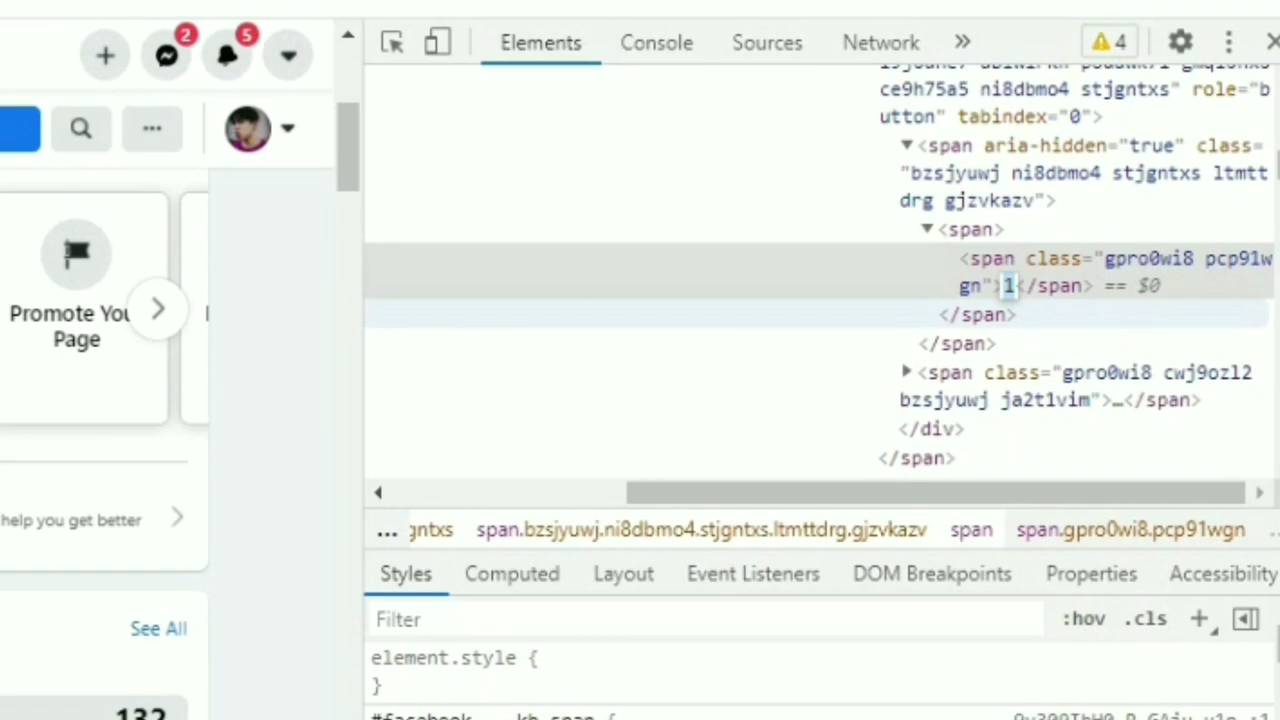 2
5
Promote You
Page
help you get better
See All
132
Elements Console Sources Network » 4
ce9h75a5 ni8dbmo4 stjgntxs" role="b
utton" tabindex="0">
<span aria-hidden="true" class=
"bzsjyuwj ni8dbmo4 stjgntxs ltmtt
drg gjzvkazv">
<span>
<span class="gpro0wi8 pcp91w
gn">1</span> == $0
</span>
</span>
<span class="gpro0wi8 cwj9ozl2
bzsjyuwj ja2t1vim">…</span>
</div>
</span>
... gntxs span.bzsjyuwj.ni8dbmo4.stjgntxs.ltmttdrg.gjzvkazv span span.gpro0wi8.pcp91wgn
Styles Computed Layout Event Listeners DOM Breakpoints Properties Accessibility
Filter :hov .cls +
element.style {
}